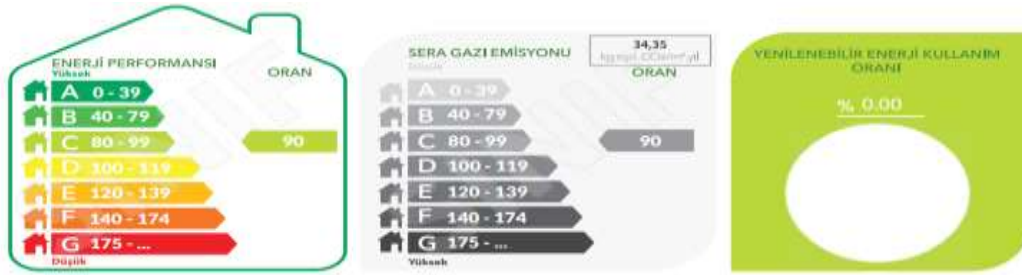 ENERJİ PERFORMANSI
Yüksek
ORAN
A 0 - 39
B 40 - 79
C 80 - 99
90
D 100 - 119
E 120 - 139
F 140 - 174
G 175 - ...
Düşük
SERA GAZI EMİSYONU
34,35
ORAN
A 0 - 39
B 40 - 79
C 80 - 99
90
D 100 - 119
E 120 - 139
F 140 - 174
G 175 - ...
Yüksek
YENİLENEBİLİR ENERJİ KULLANIM
ORANI
% 0.00